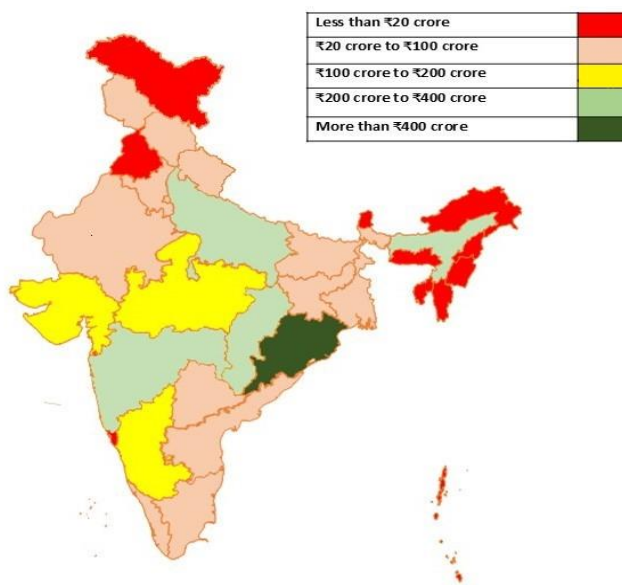 Less than ₹20 crore
₹20 crore to ₹100 crore
₹100 crore to ₹200 crore
₹200 crore to ₹400 crore
More than ₹400 crore